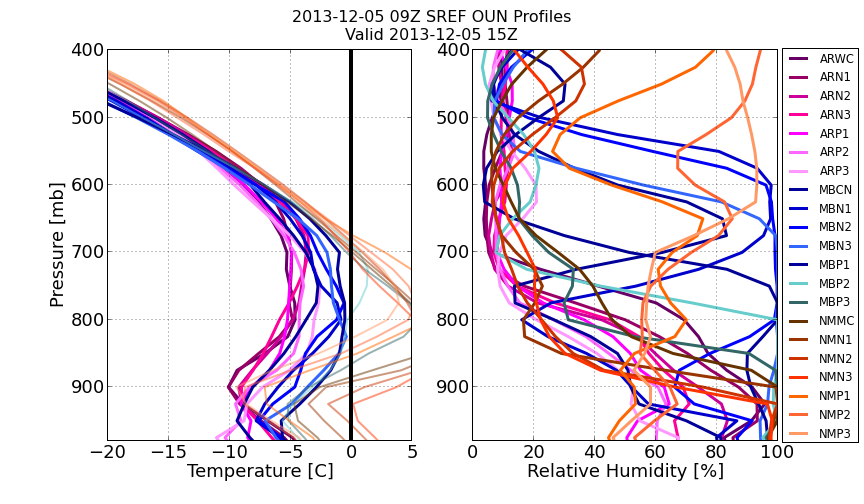 2013-12-05 09Z SREF OUN Profiles
Valid 2013-12-05 15Z
400
500
600
700
800
900
Pressure [mb]
−20
−15
−10
−5
0
5
Temperature [C]
400
500
600
700
800
900
0
20
40
60
80
100
Relative Humidity [%]
ARWC
ARN1
ARN2
ARN3
ARP1
ARP2
ARP3
MBCN
MBN1
MBN2
MBN3
MBP1
MBP2
MBP3
NMMC
NMN1
NMN2
NMN3
NMP1
NMP2
NMP3